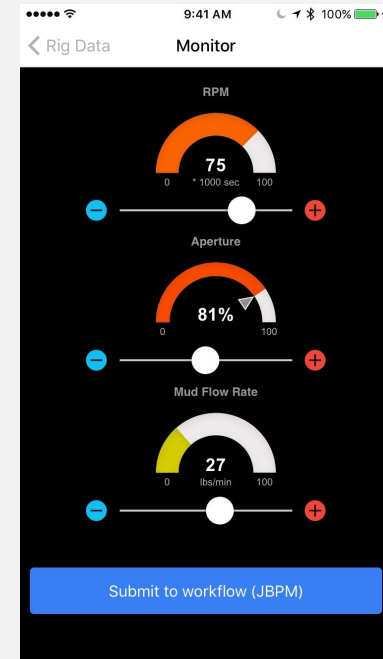 9:41 AM 100%
Rig Data Monitor
RPM
75
0 * 1000 sec 100
Aperture
81%
0 100
Mud Flow Rate
27
0 lbs/min 100
Submit to workflow (JBPM)